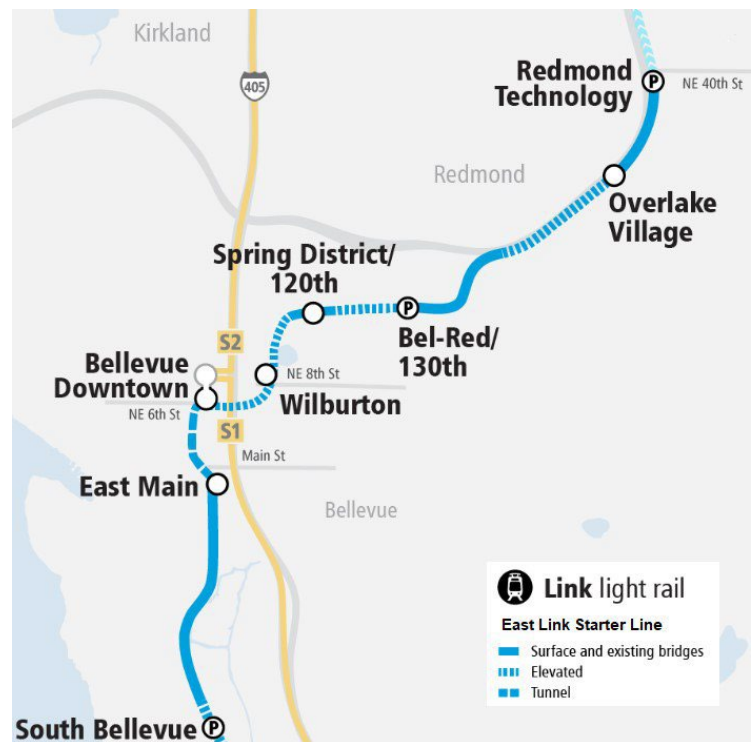 Kirkland
405
Redmond
Technology
P
NE 40th St
Redmond
Overlake
Village
Spring District/
120th
P
Bel-Red/
130th
S2
Bellevue
Downtown
NE 8th St
Wilburton
NE 6th St
S1
Main St
East Main
Bellevue
South Bellevue
P
Link light rail
East Link Starter Line
Surface and existing bridges
Elevated
Tunnel